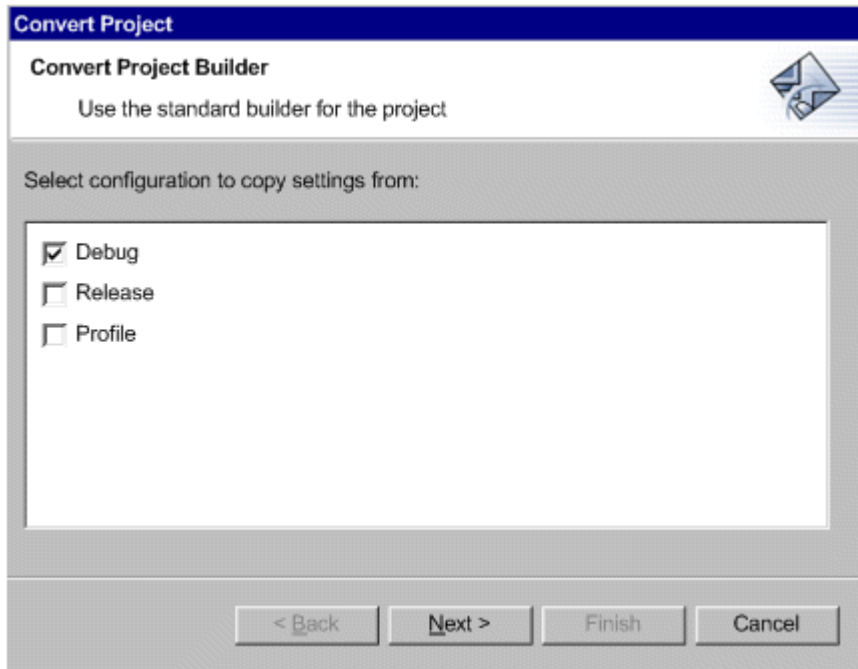 Convert Project
Convert Project Builder
Use the standard builder for the project
Select configuration to copy settings from:
Debug
Release
Profile
< Back Next > Finish Cancel